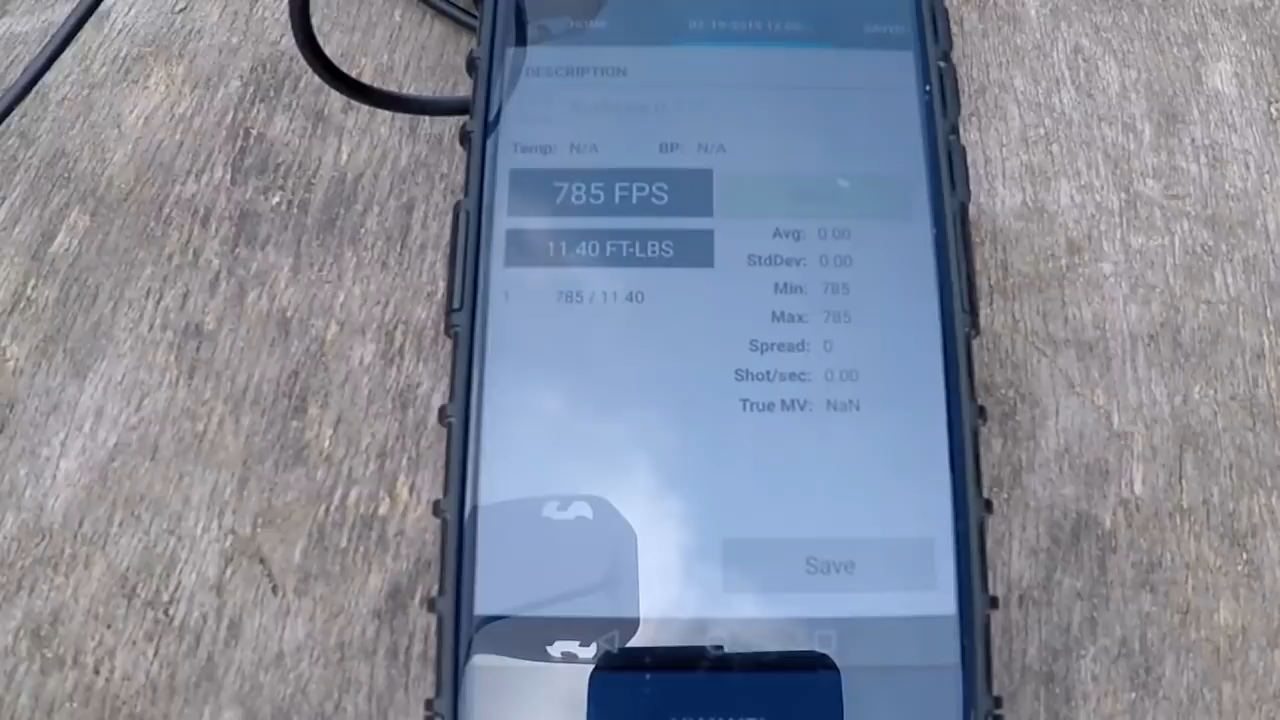 HOME
DESCRIPTION
Temp: N/A BP: N/A
785 FPS
11.40 FT-LBS
1 785 / 11.40
Avg: 0.00
StdDev: 0.00
Min: 785
Max: 785
Spread: 0
Shot/sec: 0.00
True MV: NaN
Save